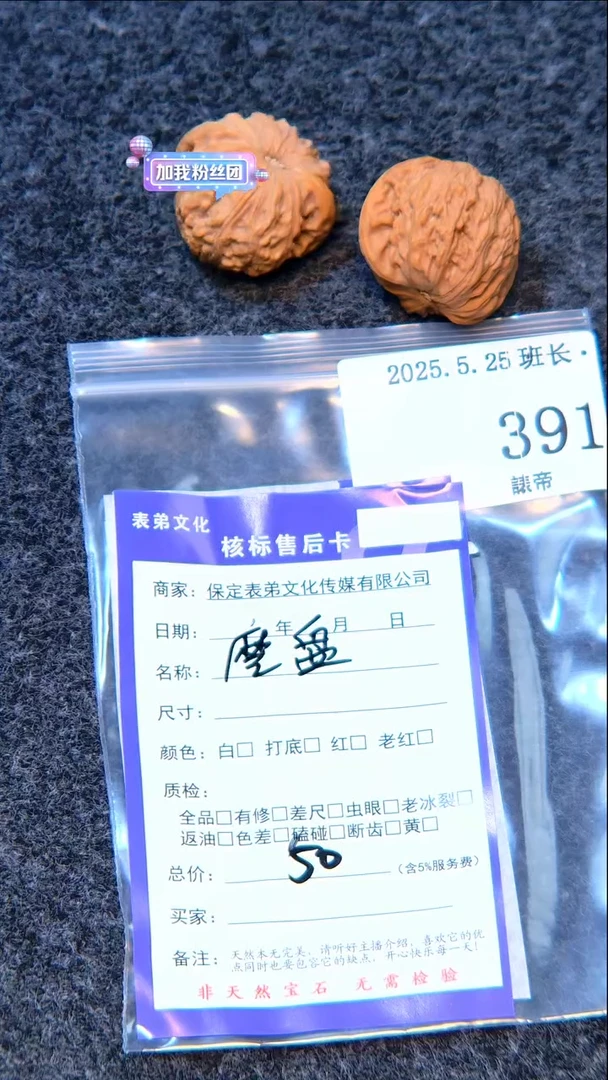 加我粉丝团
2025.5.25 班长·
391
表弟文化
核标售后卡
商家：保定表弟文化传媒有限公司
日期：年 月 日
名称：磨盘
尺寸：
颜色：白□ 打底□ 红□ 老红□
质检：
全品□有修□差尺□虫眼□老冰裂□
返油□色差□磕碰□断齿□黄□
总价：50（含5%服务费）
买家：
备注：天然本无完美，请听好主播介绍，喜欢它的优
点同时也要包容它的缺点，开心快乐每一天！
非天然宝石 无需检验